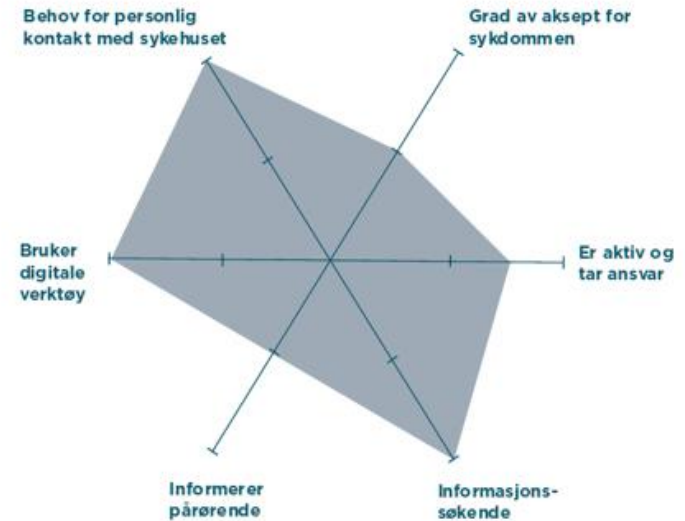 Behov for personlig
kontakt med sykehuset
Grad av aksept for
sykdommen
Bruker
digitale
verktøy
Er aktiv og
tar ansvar
Informerer
pårørende
Informasjons-
søkende